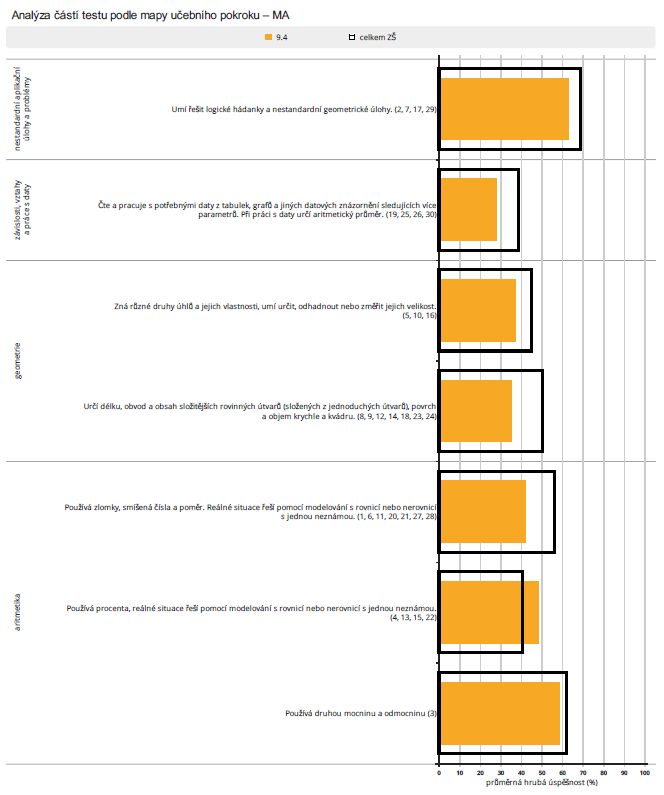 Analýza částí testu podle mapy učebního pokroku – MA
9.4
celkem ZŠ
nestandardní aplikační
úlohy a problémy
Umí řešit logické hádanky a nestandardní geometrické úlohy. (2, 7, 17, 29)
závislosti, vztahy
a práce s daty
Čte a pracuje s potřebnými daty z tabulek, grafů a jiných datových znázornění sledujících více
parametrů. Při práci s daty určí aritmetický průměr. (19, 25, 26, 30)
geometrie
Zná různé druhy úhlů a jejich vlastnosti, umí určit, odhadnout nebo změřit jejich velikost.
(5, 10, 16)
Určí délku, obvod a obsah složitějších rovinných útvarů (složených z jednoduchých útvarů), povrch
a objem krychle a kvádru. (8, 9, 12, 14, 18, 23, 24)
aritmetika
Používá zlomky, smíšená čísla a poměr. Reálné situace řeší pomocí modelování s rovnicí nebo nerovnicí
s jednou neznámou. (1, 6, 11, 20, 21, 27, 28)
Používá procenta, reálné situace řeší pomocí modelování s rovnicí nebo nerovnicí s jednou neznámou.
(4, 13, 15, 22)
Používá druhou mocninu a odmocninu (3)
0 10 20 30 40 50 60 70 80 90 100
průměrná hrubá úspěšnost (%)